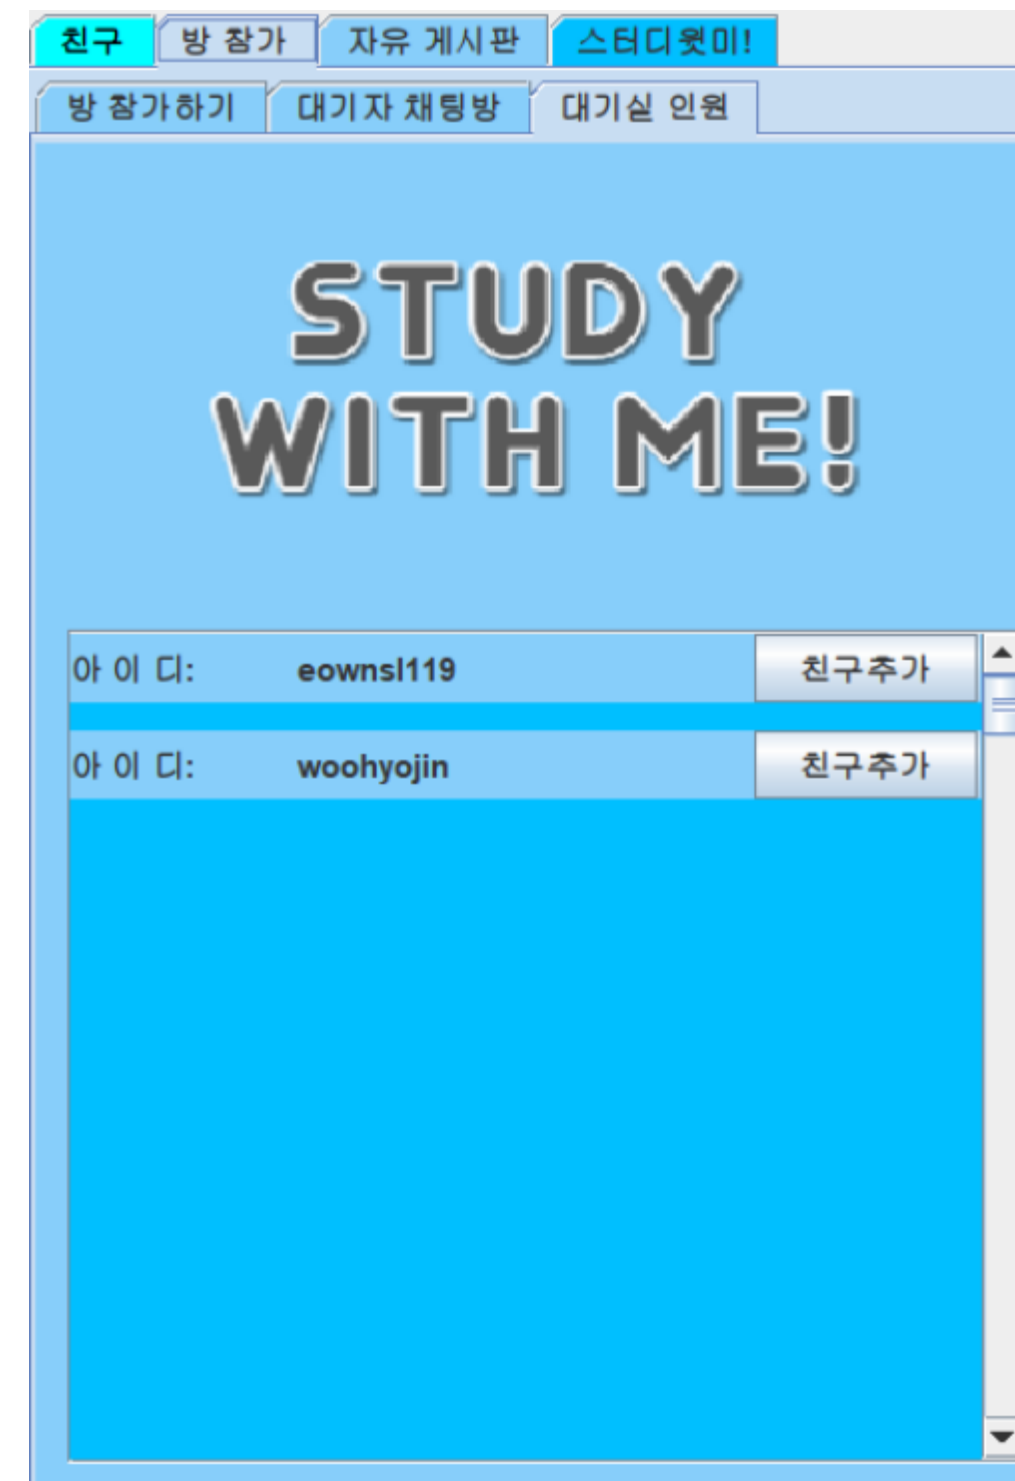 친구 방 참가 자유 게시판 스터디윗미!
방 참가하기 대기자 채팅방 대기실 인원
STUDY
WITH ME!
아이디: eownsl119 친구추가
아이디: woohyojin 친구추가